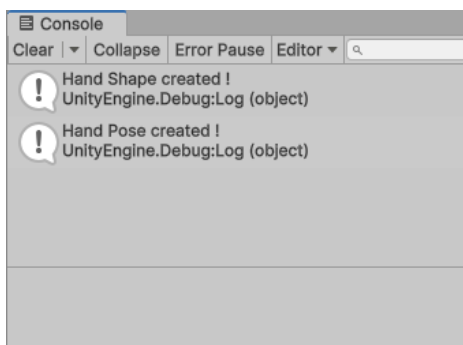 Console
Clear Collapse Error Pause Editor
Hand Shape created !
UnityEngine.Debug:Log (object)
Hand Pose created !
UnityEngine.Debug:Log (object)